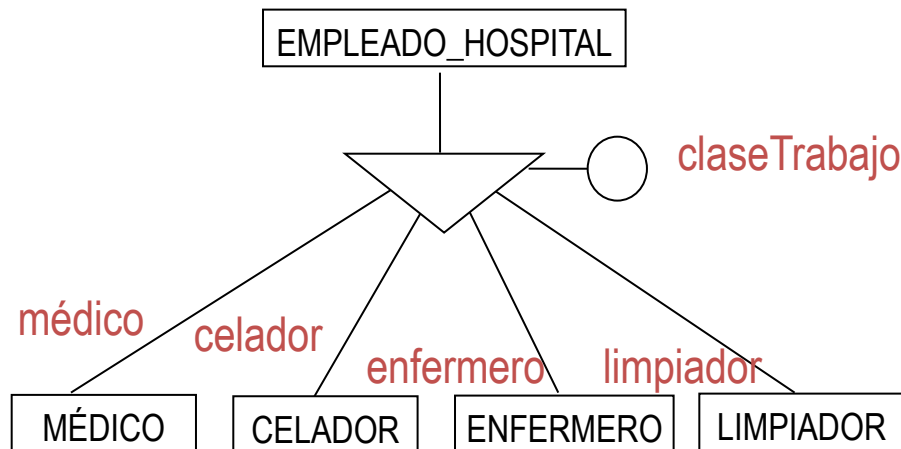 EMPLEADO_HOSPITAL
claseTrabajo
médico
celador
enfermero
limpiador
MÉDICO
CELADOR
ENFERMERO
LIMPIADOR